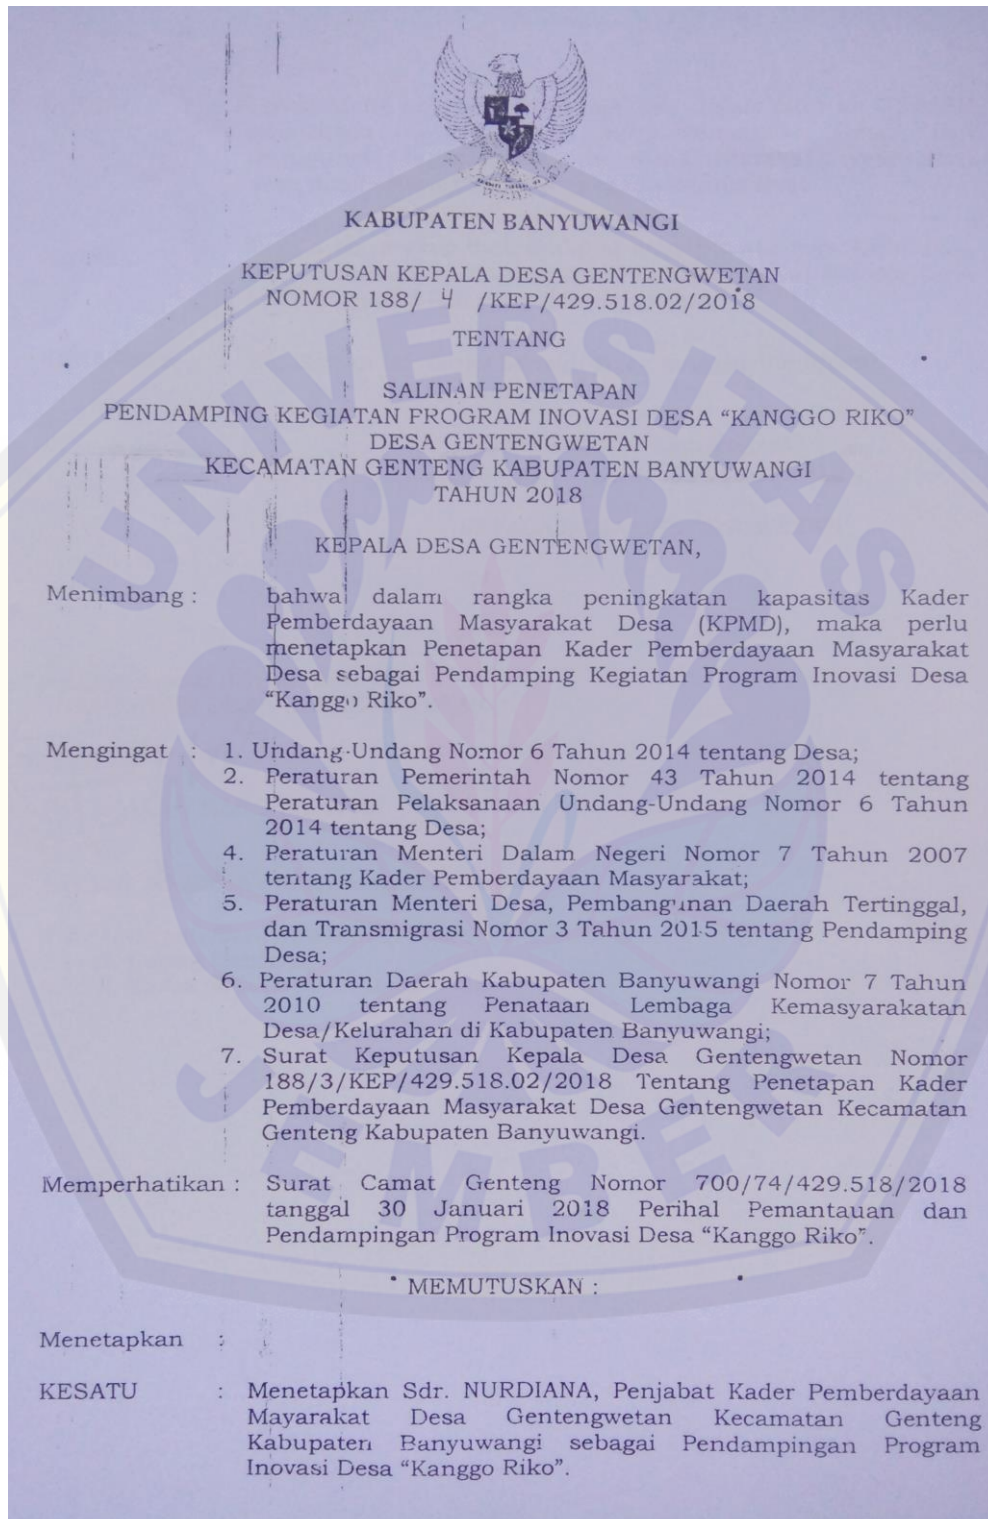 KABUPATEN BANYUWANGI
KEPUTUSAN KEPALA DESA GENTENGWETAN
NOMOR 188/ 4 /KEP/429.518.02/2018
TENTANG
SALINAN PENETAPAN
PENDAMPING KEGIATAN PROGRAM INOVASI DESA “KANGGO RIKO”
DESA GENTENGWETAN
KECAMATAN GENTENG KABUPATEN BANYUWANGI
TAHUN 2018
KEPALA DESA GENTENGWETAN,
Menimbang : bahwa dalam rangka peningkatan kapasitas Kader
Pemberdayaan Masyarakat Desa (KPMD), maka perlu
menetapkan Penetapan Kader Pemberdayaan Masyarakat
Desa sebagai Pendamping Kegiatan Program Inovasi Desa
“Kanggo Riko”.
Mengingat : 1. Undang-Undang Nomor 6 Tahun 2014 tentang Desa;
2. Peraturan Pemerintah Nomor 43 Tahun 2014 tentang
Peraturan Pelaksanaan Undang-Undang Nomor 6 Tahun
2014 tentang Desa;
4. Peraturan Menteri Dalam Negeri Nomor 7 Tahun 2007
tentang Kader Pemberdayaan Masyarakat;
5. Peraturan Menteri Desa, Pembangunan Daerah Tertinggal,
dan Transmigrasi Nomor 3 Tahun 2015 tentang Pendamping
Desa;
6. Peraturan Daerah Kabupaten Banyuwangi Nomor 7 Tahun
2010 tentang Penataan Lembaga Kemasyarakatan
Desa/Kelurahan di Kabupaten Banyuwangi;
7. Surat Keputusan Kepala Desa Gentengwetan Nomor
188/3/KEP/429.518.02/2018 Tentang Penetapan Kader
Pemberdayaan Masyarakat Desa Gentengwetan Kecamatan
Genteng Kabupaten Banyuwangi.
Memperhatikan : Surat Camat Genteng Nomor 700/74/429.518/2018
tanggal 30 Januari 2018 Perihal Pemantauan dan
Pendampingan Program Inovasi Desa “Kanggo Riko”.
MEMUTUSKAN :
Menetapkan :
KESATU : Menetapkan Sdr. NURDIANA, Penjabat Kader Pemberdayaan
Mayarakat Desa Gentengwetan Kecamatan Genteng
Kabupaten Banyuwangi sebagai Pendampingan Program
Inovasi Desa “Kanggo Riko”.
UNIVERSITAS
JEMBER